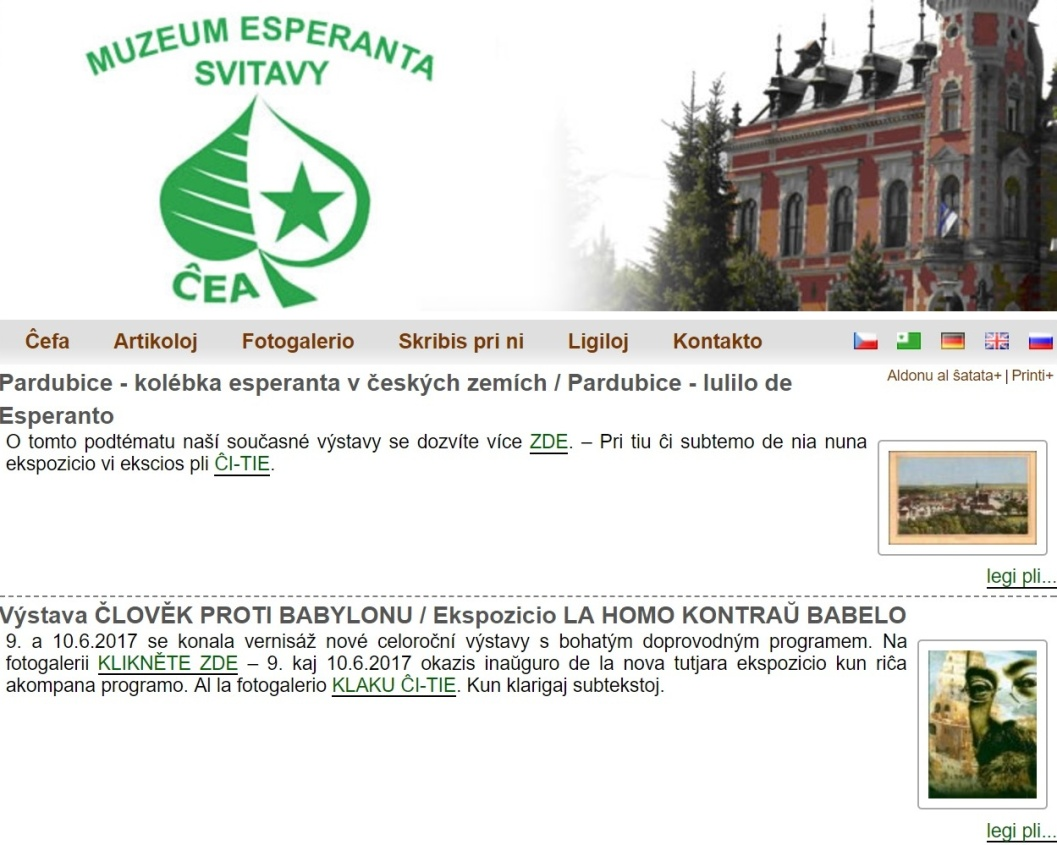 MUZEUM ESPERANTA
SVITAVY
ĈEA
Ĉefa Artikoloj Fotogalerio Skribis pri ni Ligiloj Kontakto
Aldonu al ŝatata+ | Printi+
Pardubice - kolébka esperanta v českých zemích / Pardubice - lulilo de
Esperanto
O tomto podtématu naší současné výstavy se dozvíte více ZDE. – Pri tiu ĉi subtemo de nia nuna
ekspozicio vi ekscios pli ĈI-TIE.
legi pli...
Výstava ČLOVĚK PROTI BABYLONU / Ekspozicio LA HOMO KONTRAŬ BABELO
9. a 10.6.2017 se konala vernisáž nové celoroční výstavy s bohatým doprovodným programem. Na
fotogalerii KLIKNĚTE ZDE – 9. kaj 10.6.2017 okazis inaŭguro de la nova tutjara ekspozicio kun riĉa
akompana programo. Al la fotogalerio KLAKU ĈI-TIE. Kun klarigaj subtekstoj.
legi pli...